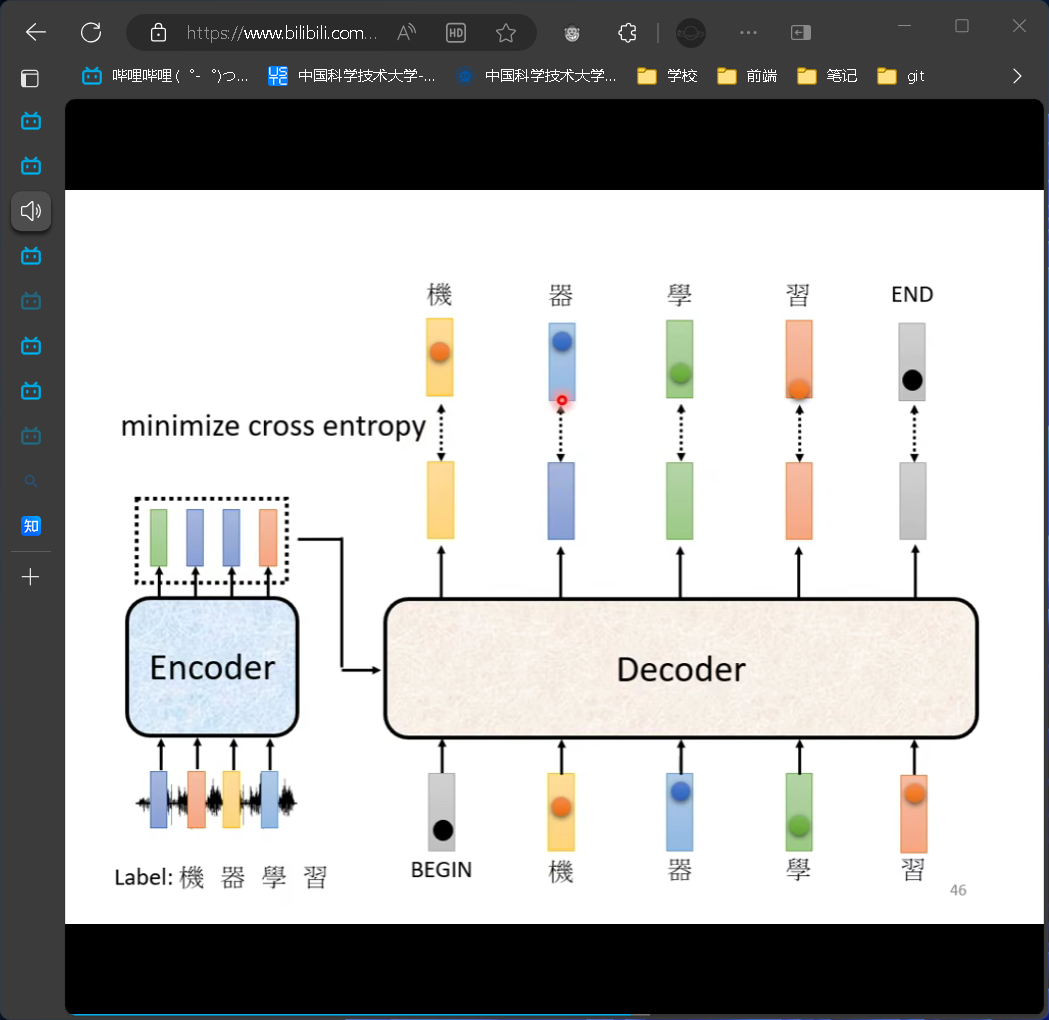 https://www.bilibili.com...
HD
哔哩哔哩 (゜-゜)つ...
中国科学技术大学-...
中国科学技术大学...
学校
前端
笔记
git
知
機 器 學 習 END
minimize cross entropy
Encoder
Decoder
BEGIN 機 器 學 習
Label: 機 器 學 習
46